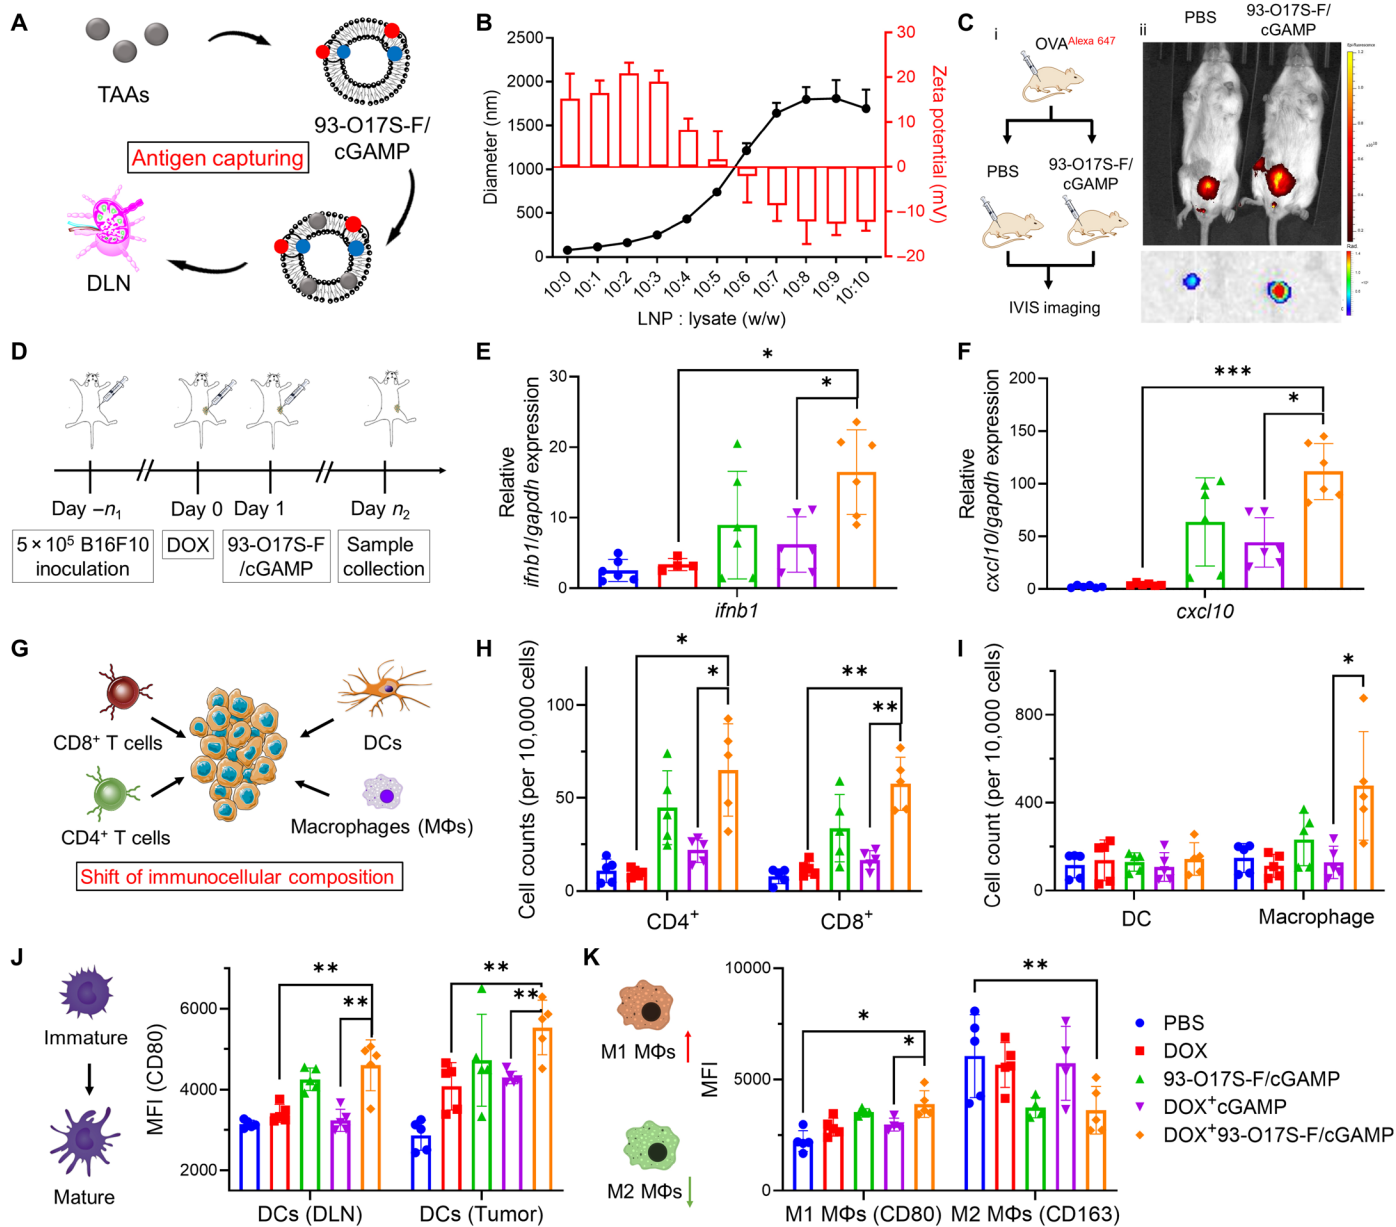 A
TAAs
93-O17S-F/
cGAMP
Antigen capturing
DLN
B
Diameter (nm)
2500
2000
1500
1000
500
0
30
20
10
0
−10
−20
Zeta potential (mV)
10:0
10:1
10:2
10:3
10:4
10:5
10:6
10:7
10:8
10:9
10:10
LNP : lysate (w/w)
C
i
OVA Alexa 647
PBS
93-O17S-F/
cGAMP
IVIS imaging
ii
PBS
93-O17S-F/
cGAMP
D
Day −n₁
Day 0
Day 1
Day n₂
5 × 10⁵ B16F10
inoculation
DOX
93-O17S-F
/cGAMP
Sample
collection
E
Relative
ifnb1/gapdh expression
30
20
10
0
*
*
ifnb1
F
Relative
cxcl10/gapdh expression
200
150
100
50
0
***
*
cxcl10
G
CD8⁺ T cells
CD4⁺ T cells
DCs
Macrophages (MΦs)
Shift of immunocellular composition
H
Cell counts (per 10,000 cells)
100
50
0
*
*
**
**
CD4⁺
CD8⁺
I
Cell count (per 10,000 cells)
800
400
0
*
DC
Macrophage
J
Immature
Mature
MFI (CD80)
6000
4000
2000
**
**
**
**
DCs (DLN)
DCs (Tumor)
K
M1 MΦs
M2 MΦs
MFI
10000
5000
0
*
*
**
M1 MΦs (CD80)
M2 MΦs (CD163)
PBS
DOX
93-O17S-F/cGAMP
DOX⁺cGAMP
DOX⁺93-O17S-F/cGAMP